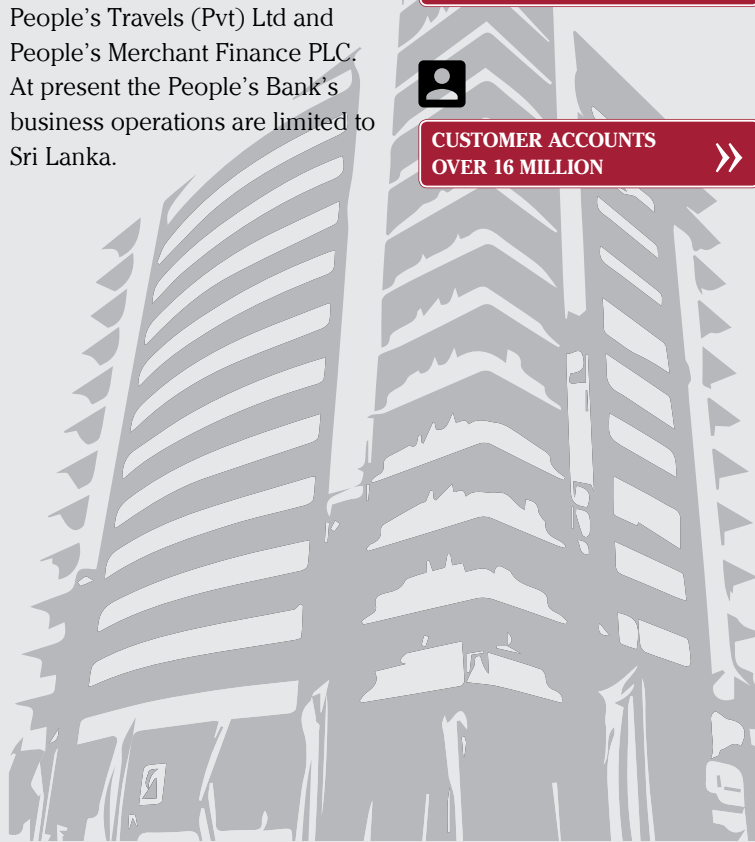 People’s Travels (Pvt) Ltd and
People’s Merchant Finance PLC.
At present the People’s Bank’s
business operations are limited to
Sri Lanka.
CUSTOMER ACCOUNTS
OVER 16 MILLION